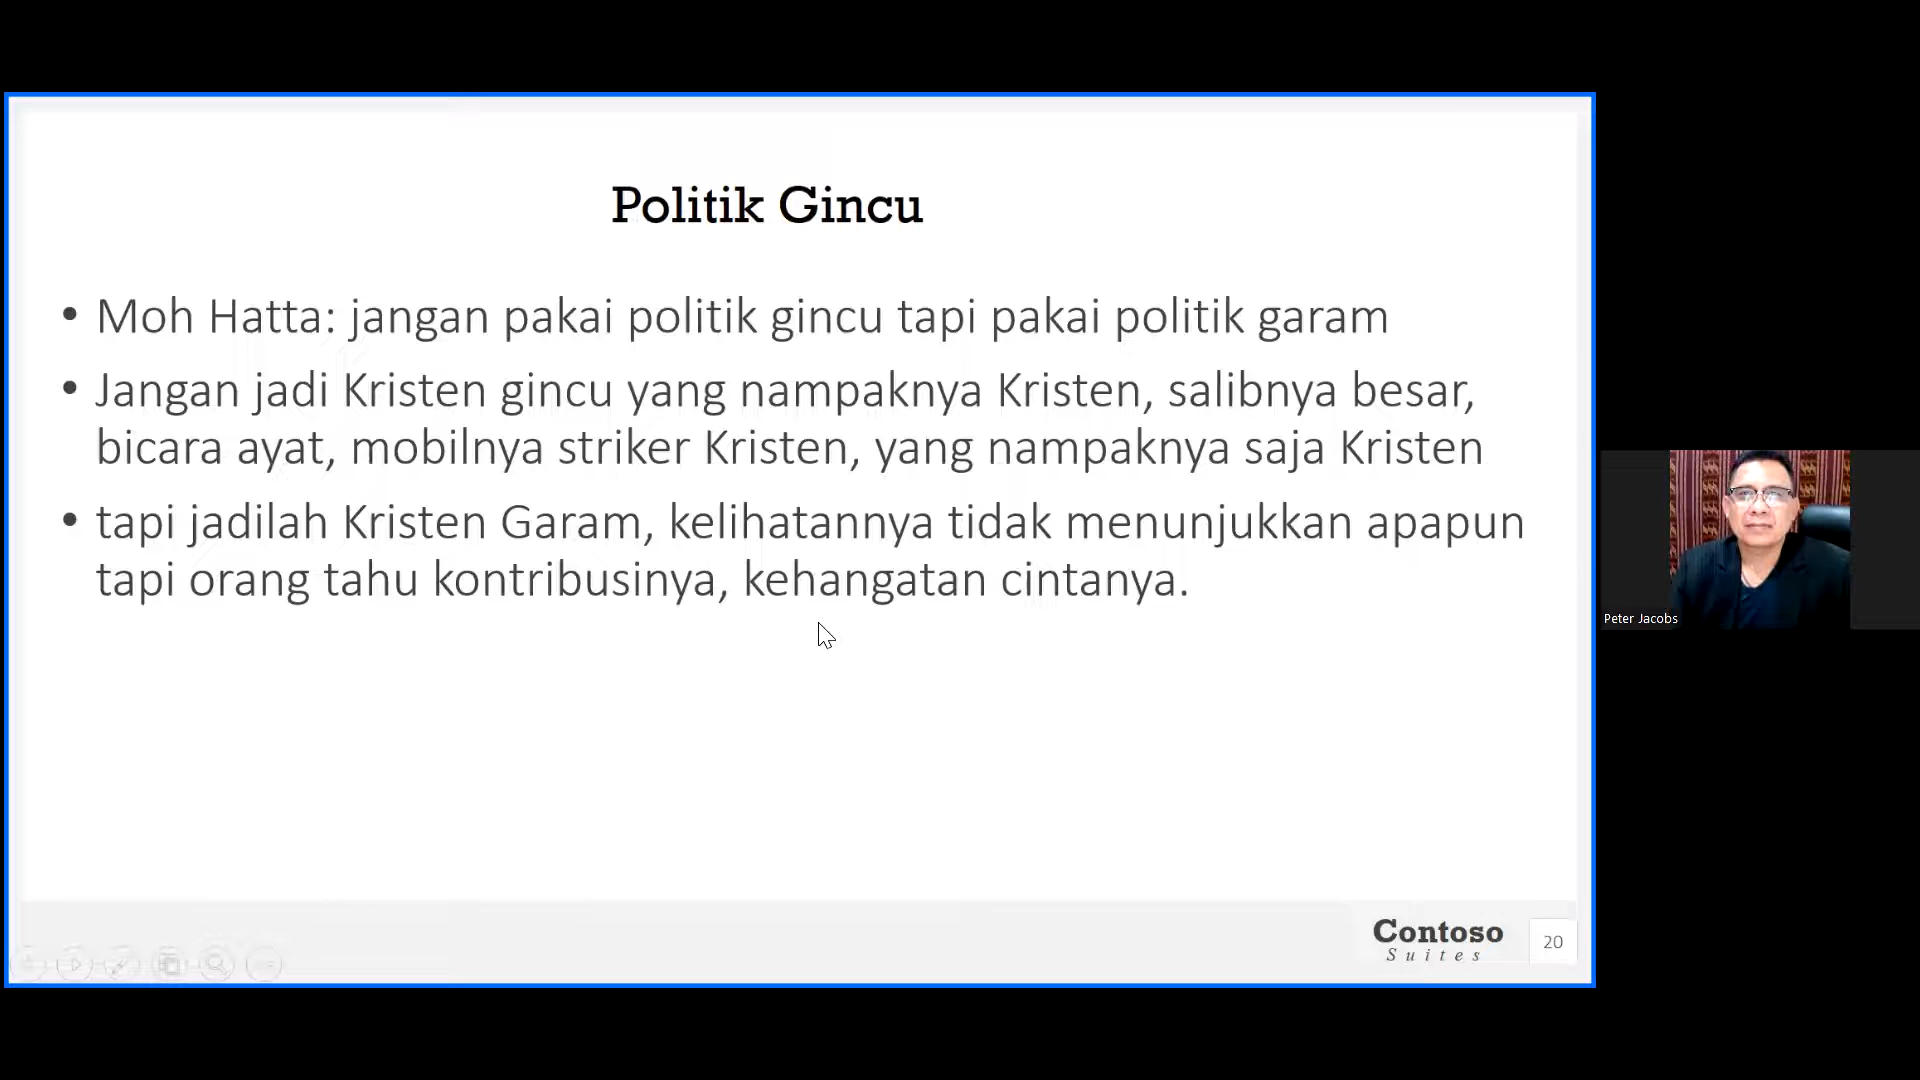 Politik Gincu
• Moh Hatta: jangan pakai politik gincu tapi pakai politik garam
• Jangan jadi Kristen gincu yang nampaknya Kristen, salibnya besar,
bicara ayat, mobilnya striker Kristen, yang nampaknya saja Kristen
• tapi jadilah Kristen Garam, kelihatannya tidak menunjukkan apapun
tapi orang tahu kontribusinya, kehangatan cintanya.
Peter Jacobs
Contoso
Suites
20